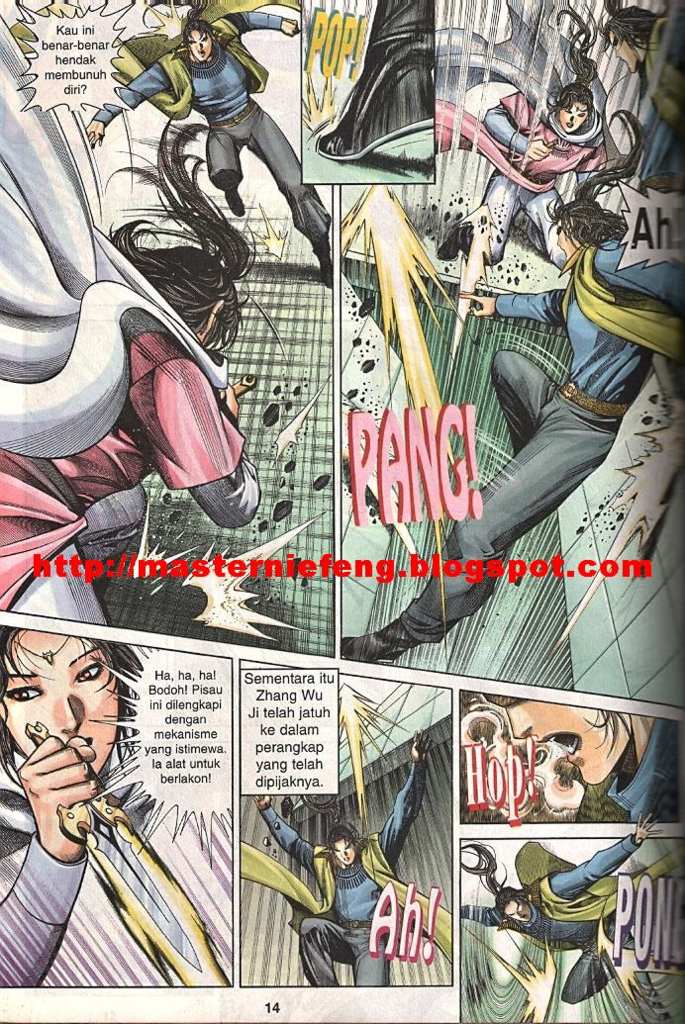 Kau ini
benar-benar
hendak
membunuh
diri?
POP!
Ah!
PANG!
http://masterniefeng.blogspot.com
Ha, ha, ha!
Bodoh! Pisau
ini dilengkapi
dengan
mekanisme
yang istimewa.
Ia alat untuk
berlakon!
Sementara itu
Zhang Wu
Ji telah jatuh
ke dalam
perangkap
yang telah
dipijaknya.
Ah!
Hop!
14